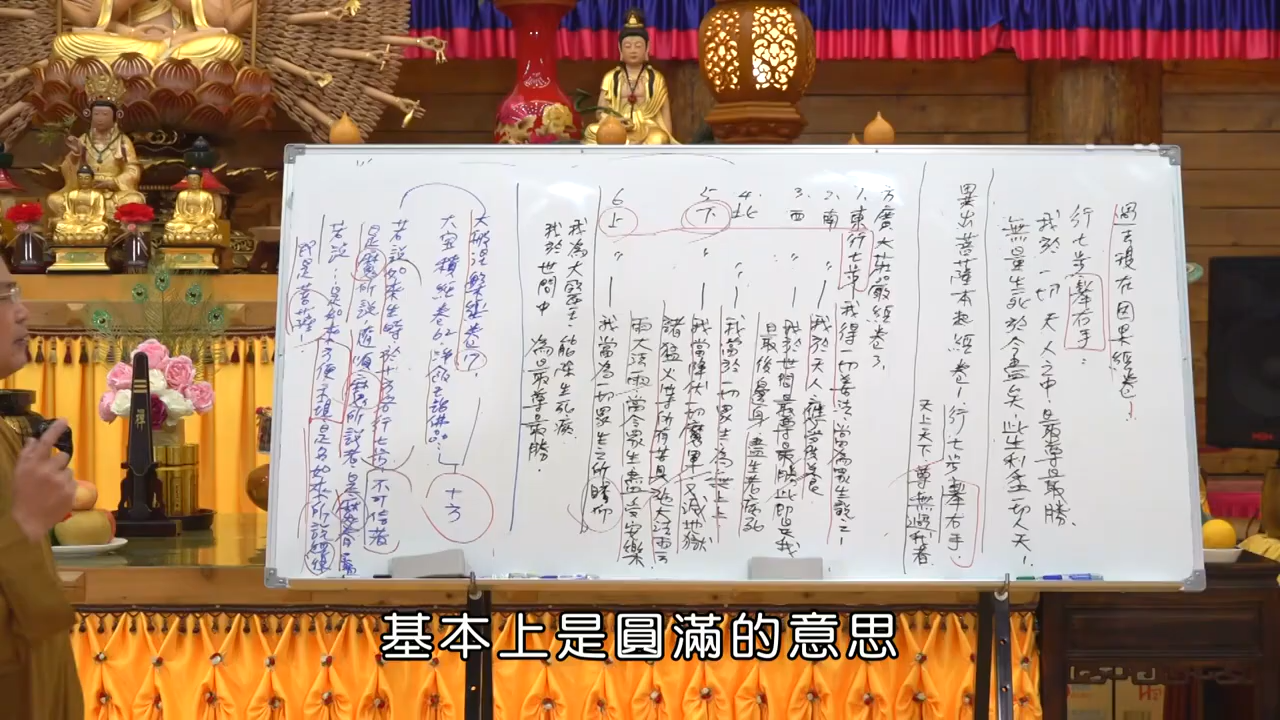 過去現在因果經卷1
行七步舉右手:
我於一切天人之中最尊最勝、
無量生死於今盡矣此生利益一切人天!
異出菩薩本起經卷1行七步舉右手.
天上天下尊無過我者
方廣大莊嚴經卷3,
1、東行七步—我得一切善法當為眾生說之
2、南〃—我於天人應當供養
3、西〃—我於世間最尊最勝此即是我
最後邊身盡生老病死
4、北〃—我當於一切眾生為無上上
5下〃—我當降伏一切魔軍又滅地獄
諸猛火等所有苦具施大法雲
雨大法雨當令眾生盡受安樂
6上〃—我當為一切眾生之所瞻仰
我為大醫王,能除生死病
我於世間中為最尊最勝.
大般涅槃經卷17、
大寶積經卷62淨飯王
十方
若說如來生時於十方各行七步不可信者
是魔所說隨順魔所說者是
若說:是如來方便示現是名如來所說
即是菩薩!
基本上是圓滿的意思